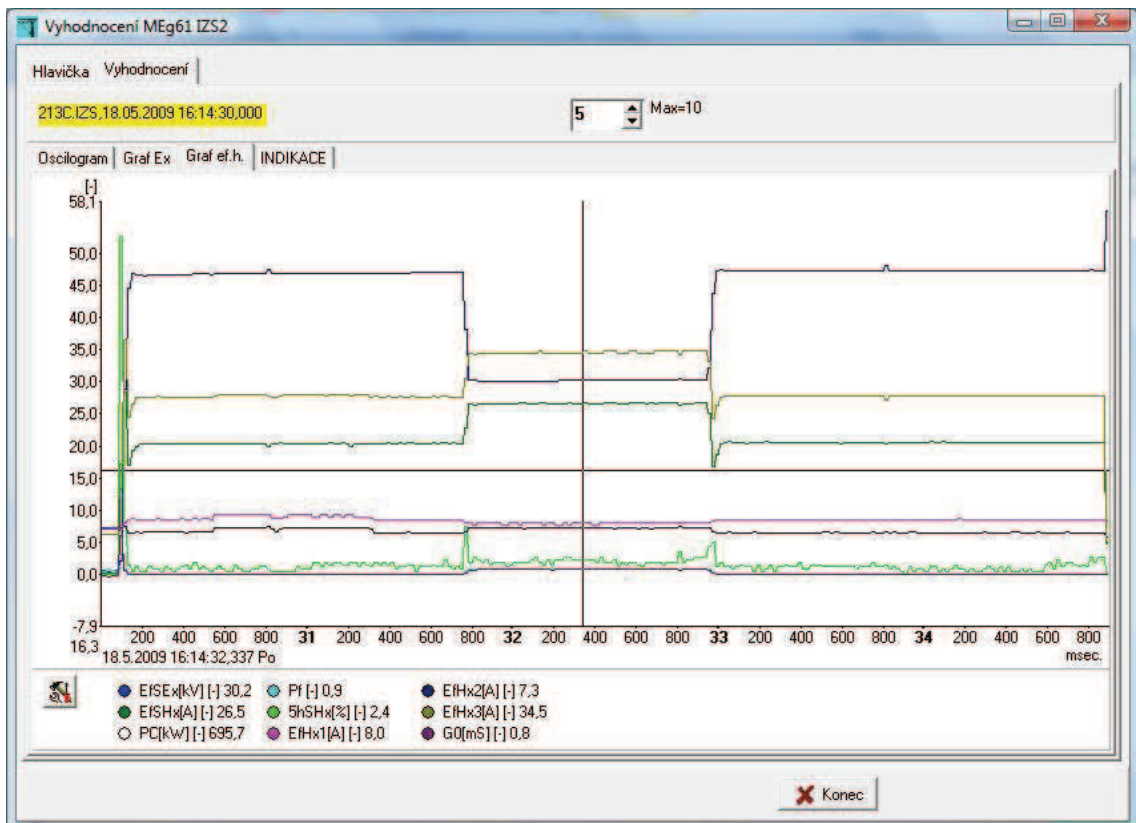 Vyhodnocení MEg61 IZS2
Hlavička Vyhodnocení
213C.IZS,18.05.2009 16:14:30,000 5 Max=10
Oscilogram Graf Ex Graf ef.h. INDIKACE
[-]
58,1
50,0
45,0
40,0
35,0
30,0
25,0
20,0
15,0
10,0
5,0
0,0
-7,9
200 400 600 800 31 200 400 600 800 32 200 400 600 800 33 200 400 600 800 34 200 400 600 800
16,3 18.5.2009 16:14:32,337 Po msec.
EfSEx[kV] [-] 30,2 Pf [-] 0,9 EfHx2[A] [-] 7,3
EfSHx[A] [-] 26,5 5hSHx[%] [-] 2,4 EfHx3[A] [-] 34,5
PC[kW] [-] 695,7 EfHx1[A] [-] 8,0 G0[mS] [-] 0,8
Konec